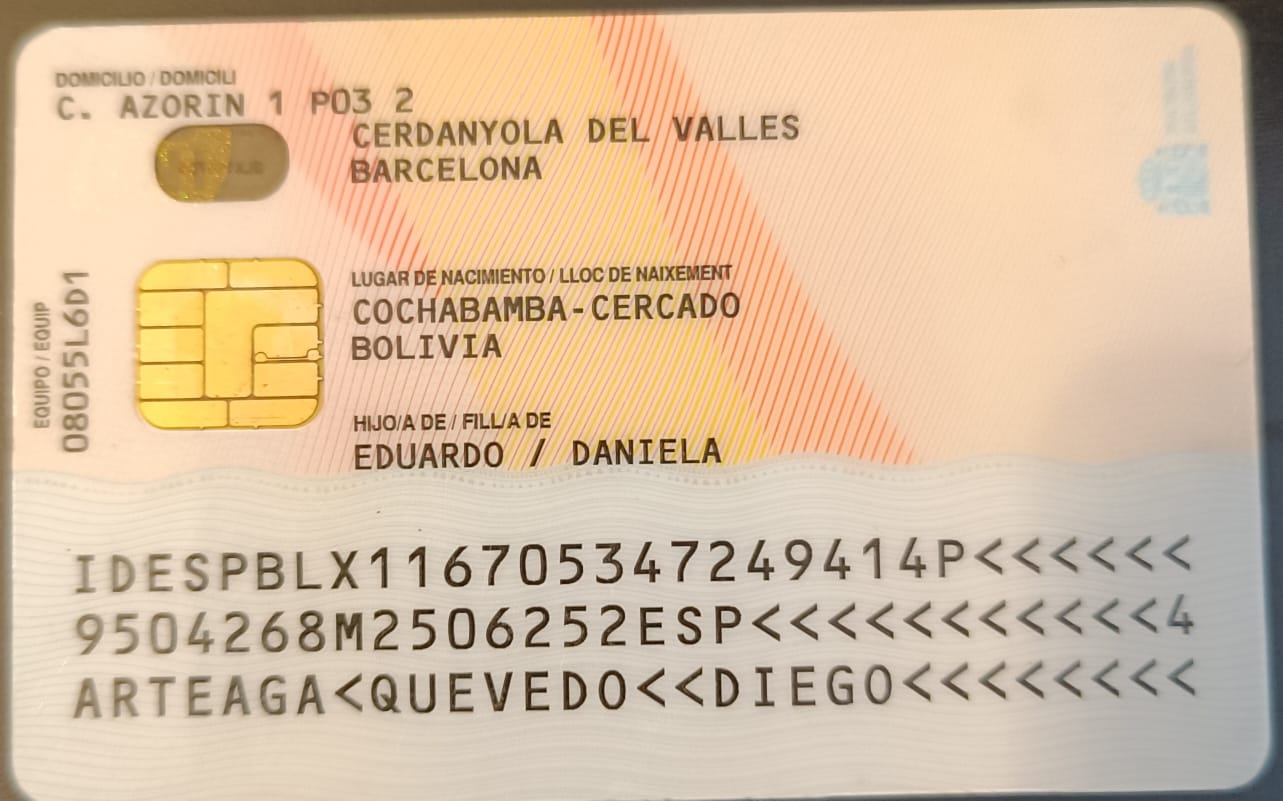 DOMICILIO / DOMICILI
C. AZORIN 1 P03 2
CERDANYOLA DEL VALLES
BARCELONA
LUGAR DE NACIMIENTO / LLOC DE NAIXEMENT
COCHABAMBA-CERCADO
BOLIVIA
EQUIPO / EQUIP
08055L6D1
HIJO/A DE / FILL/A DE
EDUARDO / DANIELA
IDESPBLX116705347249414P<<<<<<
9504268M2506252ESP<<<<<<<<<<<4
ARTEAGA<QUEVEDO<<DIEGO<<<<<<<<